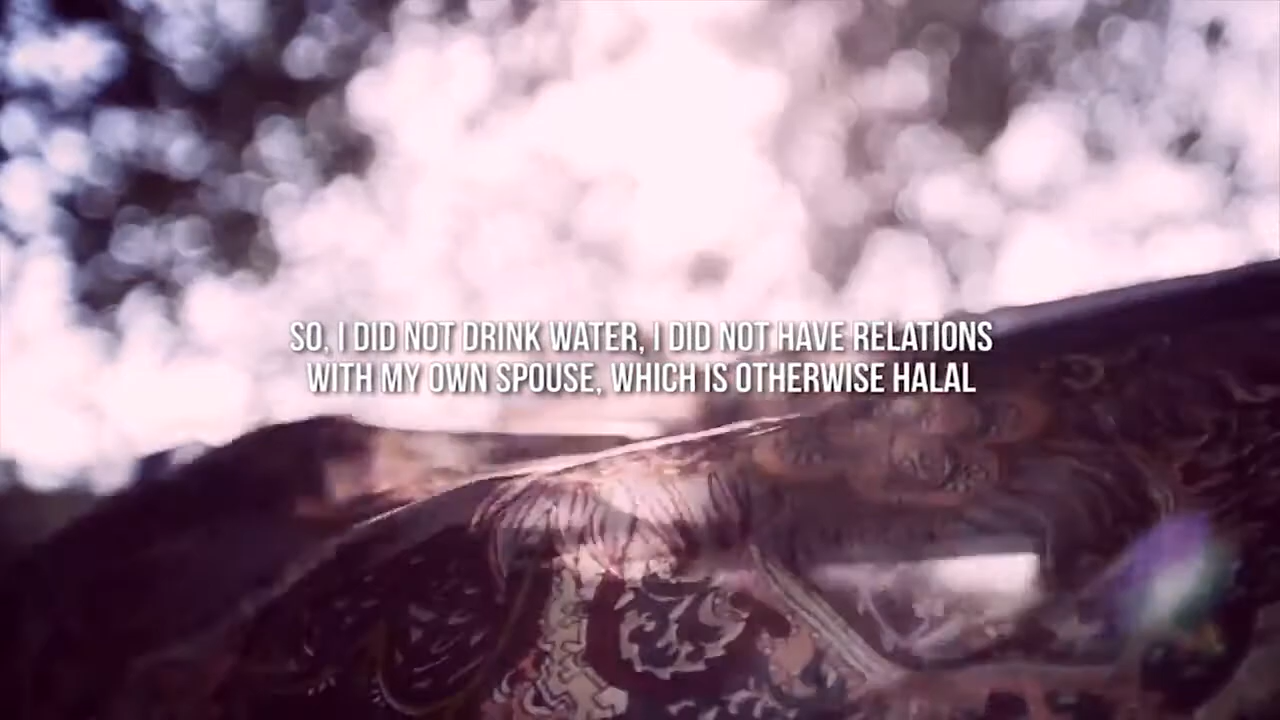 SO, I DID NOT DRINK WATER, I DID NOT HAVE RELATIONS
WITH MY OWN SPOUSE, WHICH IS OTHERWISE HALAL